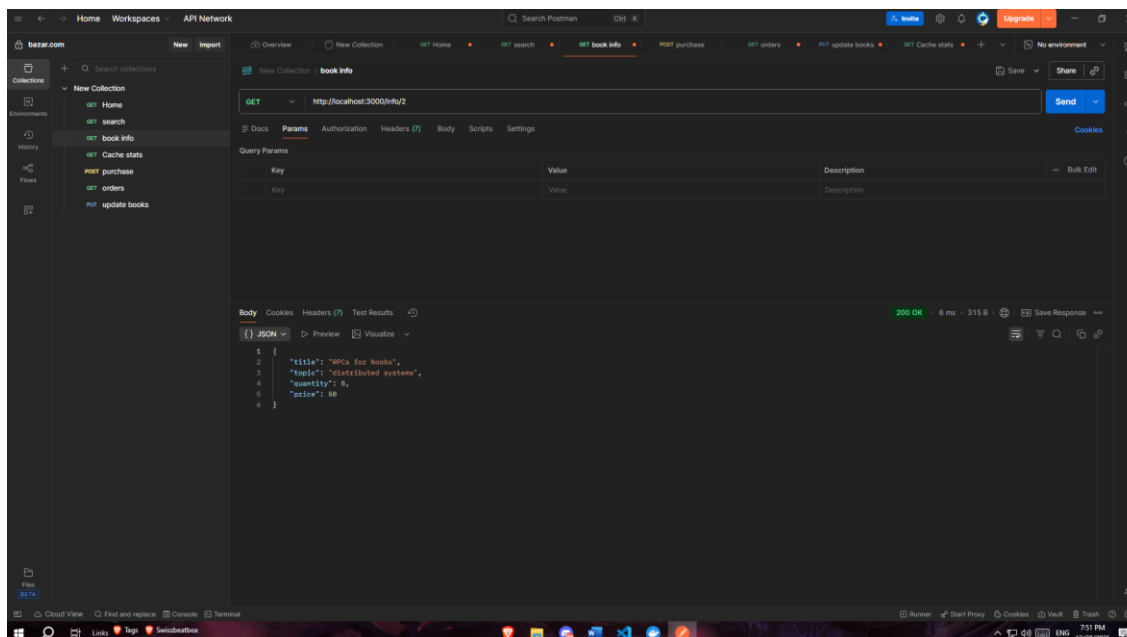 Home Workspaces API Network Search Postman Ctrl K Invite Upgrade
bazar.com New Import Overview New Collection GET Home GET search GET book info POST purchase GET orders PUT update books GET Cache stats No environment
Collections Search collections New Collection / book info Save Share
New Collection
GET Home
GET http://localhost:3000/info/2 Send
Environments
GET search
Docs Params Authorization Headers (7) Body Scripts Settings Cookies
History
GET book info
Query Params
GET Cache stats
Key Value Description Bulk Edit
Flows
POST purchase
Key Value Description
GET orders
PUT update books
Body Cookies Headers (7) Test Results 200 OK 6 ms 315 B Save Response
{} JSON Preview Visualize
1 {
2 "title": "RPCs for Noobs",
3 "topic": "distributed systems",
4 "quantity": 8,
5 "price": 50
6 }
Files
BETA
Cloud View Find and replace Console Terminal Runner Start Proxy Cookies Vault Trash
Links Tags Swissbeatbox ENG 7:51 PM